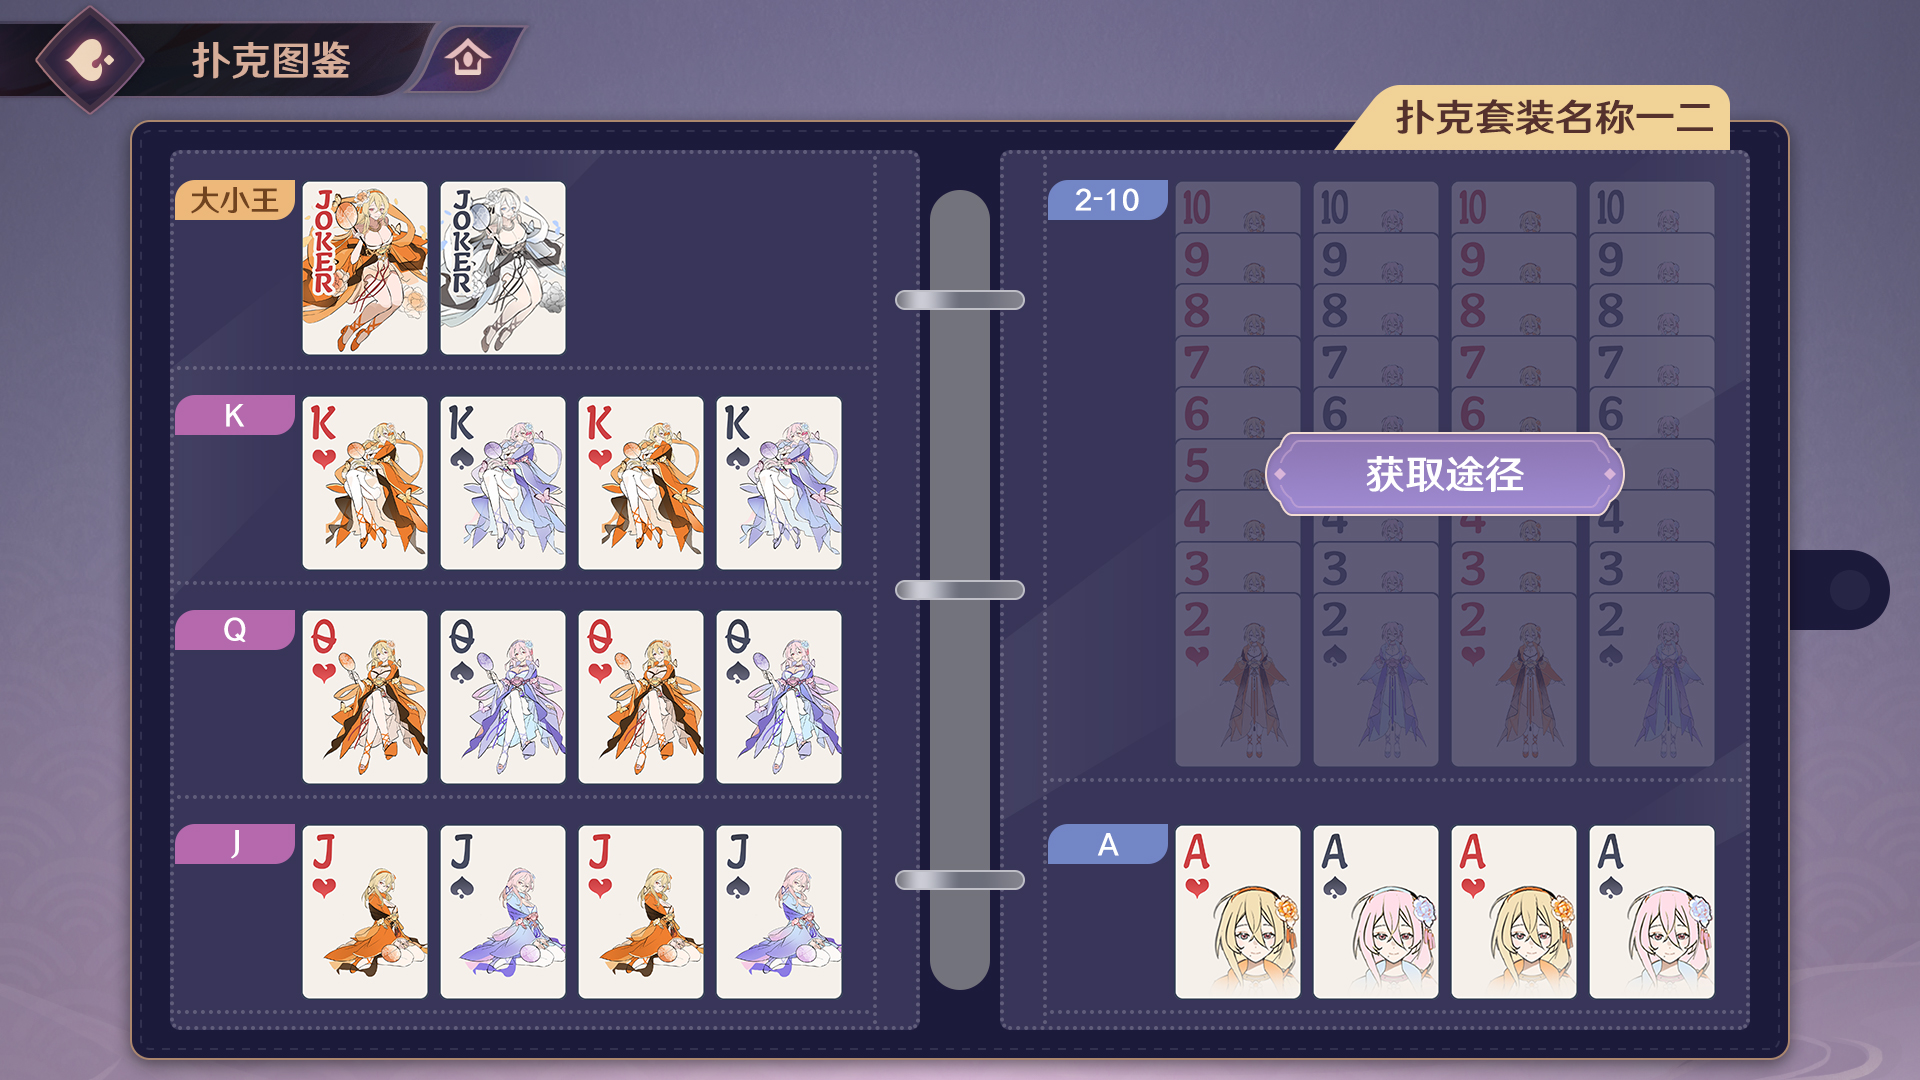 扑克图鉴
扑克套装名称一二
大小王
JOKER
JOKER
K
K K K K
Q
Q Q Q Q
J
J J J J
2-10
10 10 10 10
9 9 9 9
8 8 8 8
7 7 7 7
6 6 6 6
5
获取途径
4 4 4 4
3 3 3 3
2 2 2 2
A
A A A A